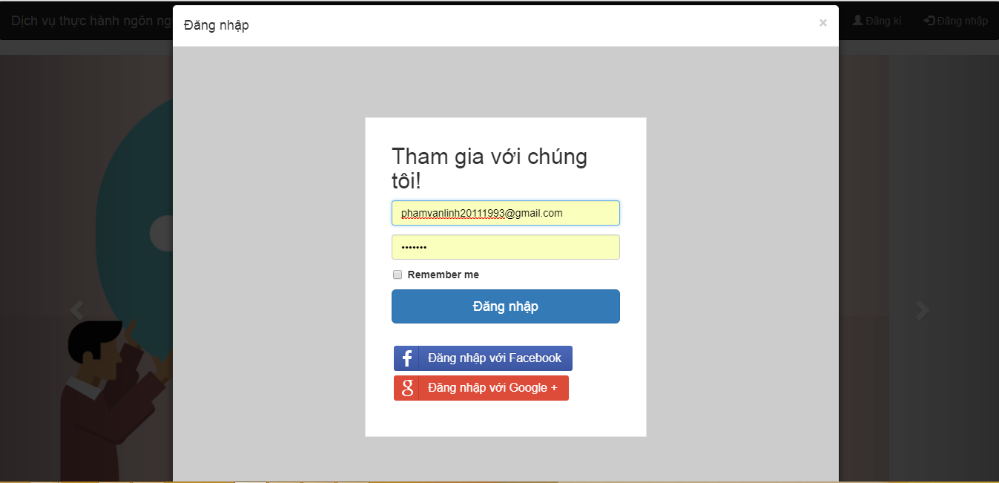 Dịch vụ thực hành ngôn ng
Đăng nhập
×
Đăng kí
Đăng nhập
Tham gia với chúng
tôi!
phamvanlinh20111993@gmail.com
•••••••
Remember me
Đăng nhập
f Đăng nhập với Facebook
g Đăng nhập với Google +